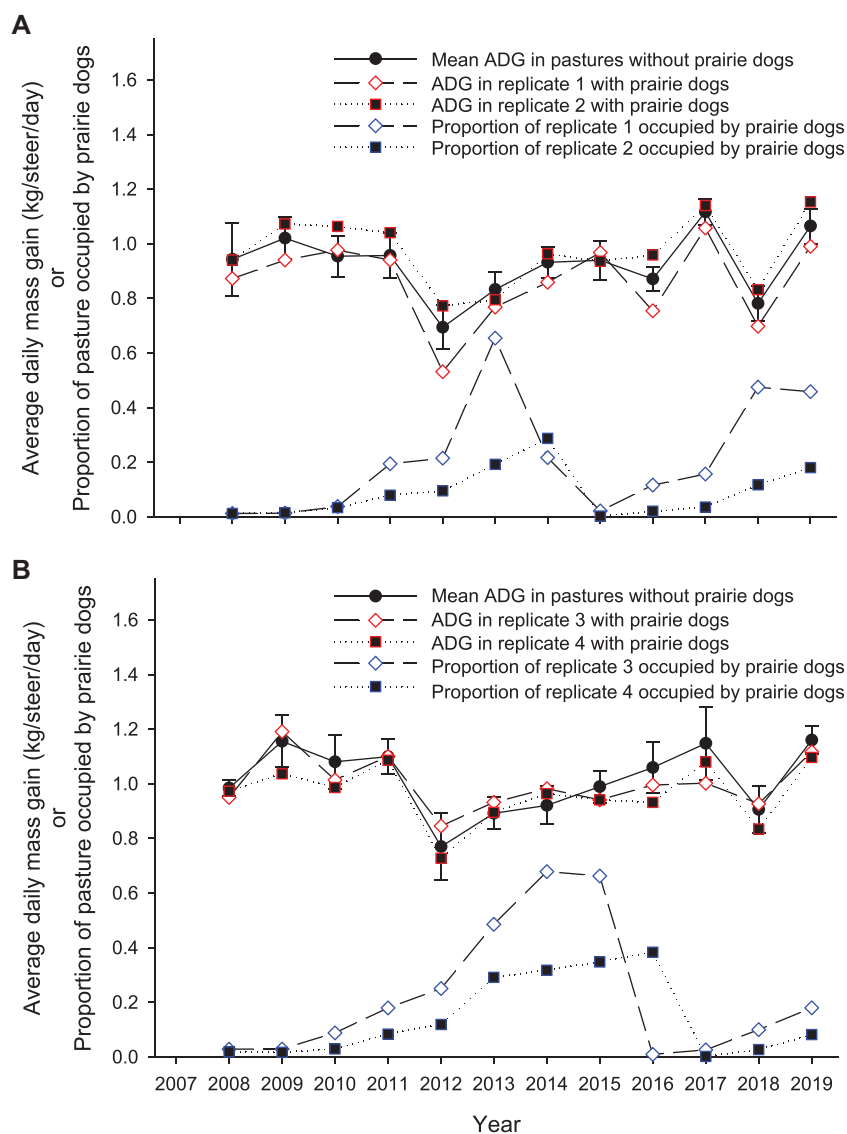 A
Average daily mass gain (kg/steer/day)
or
Proportion of pasture occupied by prairie dogs
1.6
1.4
1.2
1.0
0.8
0.6
0.4
0.2
0.0
Mean ADG in pastures without prairie dogs
ADG in replicate 1 with prairie dogs
ADG in replicate 2 with prairie dogs
Proportion of replicate 1 occupied by prairie dogs
Proportion of replicate 2 occupied by prairie dogs
B
Average daily mass gain (kg/steer/day)
or
Proportion of pasture occupied by prairie dogs
1.6
1.4
1.2
1.0
0.8
0.6
0.4
0.2
0.0
Mean ADG in pastures without prairie dogs
ADG in replicate 3 with prairie dogs
ADG in replicate 4 with prairie dogs
Proportion of replicate 3 occupied by prairie dogs
Proportion of replicate 4 occupied by prairie dogs
2007 2008 2009 2010 2011 2012 2013 2014 2015 2016 2017 2018 2019
Year